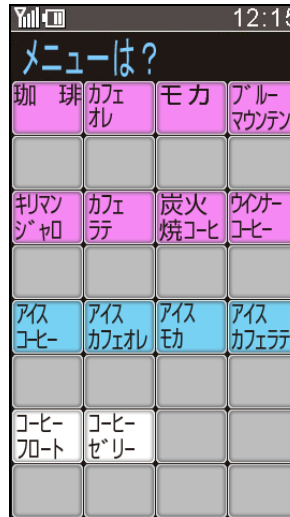 12:15
メニューは?
珈 琲 カフェ モカ ブルー
オレ マウンテン
キリマン カフェ 炭火 ウインナー
ジャロ ラテ 焼コーヒ コーヒー
アイス アイス アイス アイス
コーヒー カフェオレ モカ カフェラテ
コーヒー コーヒー
フロート ゼリー